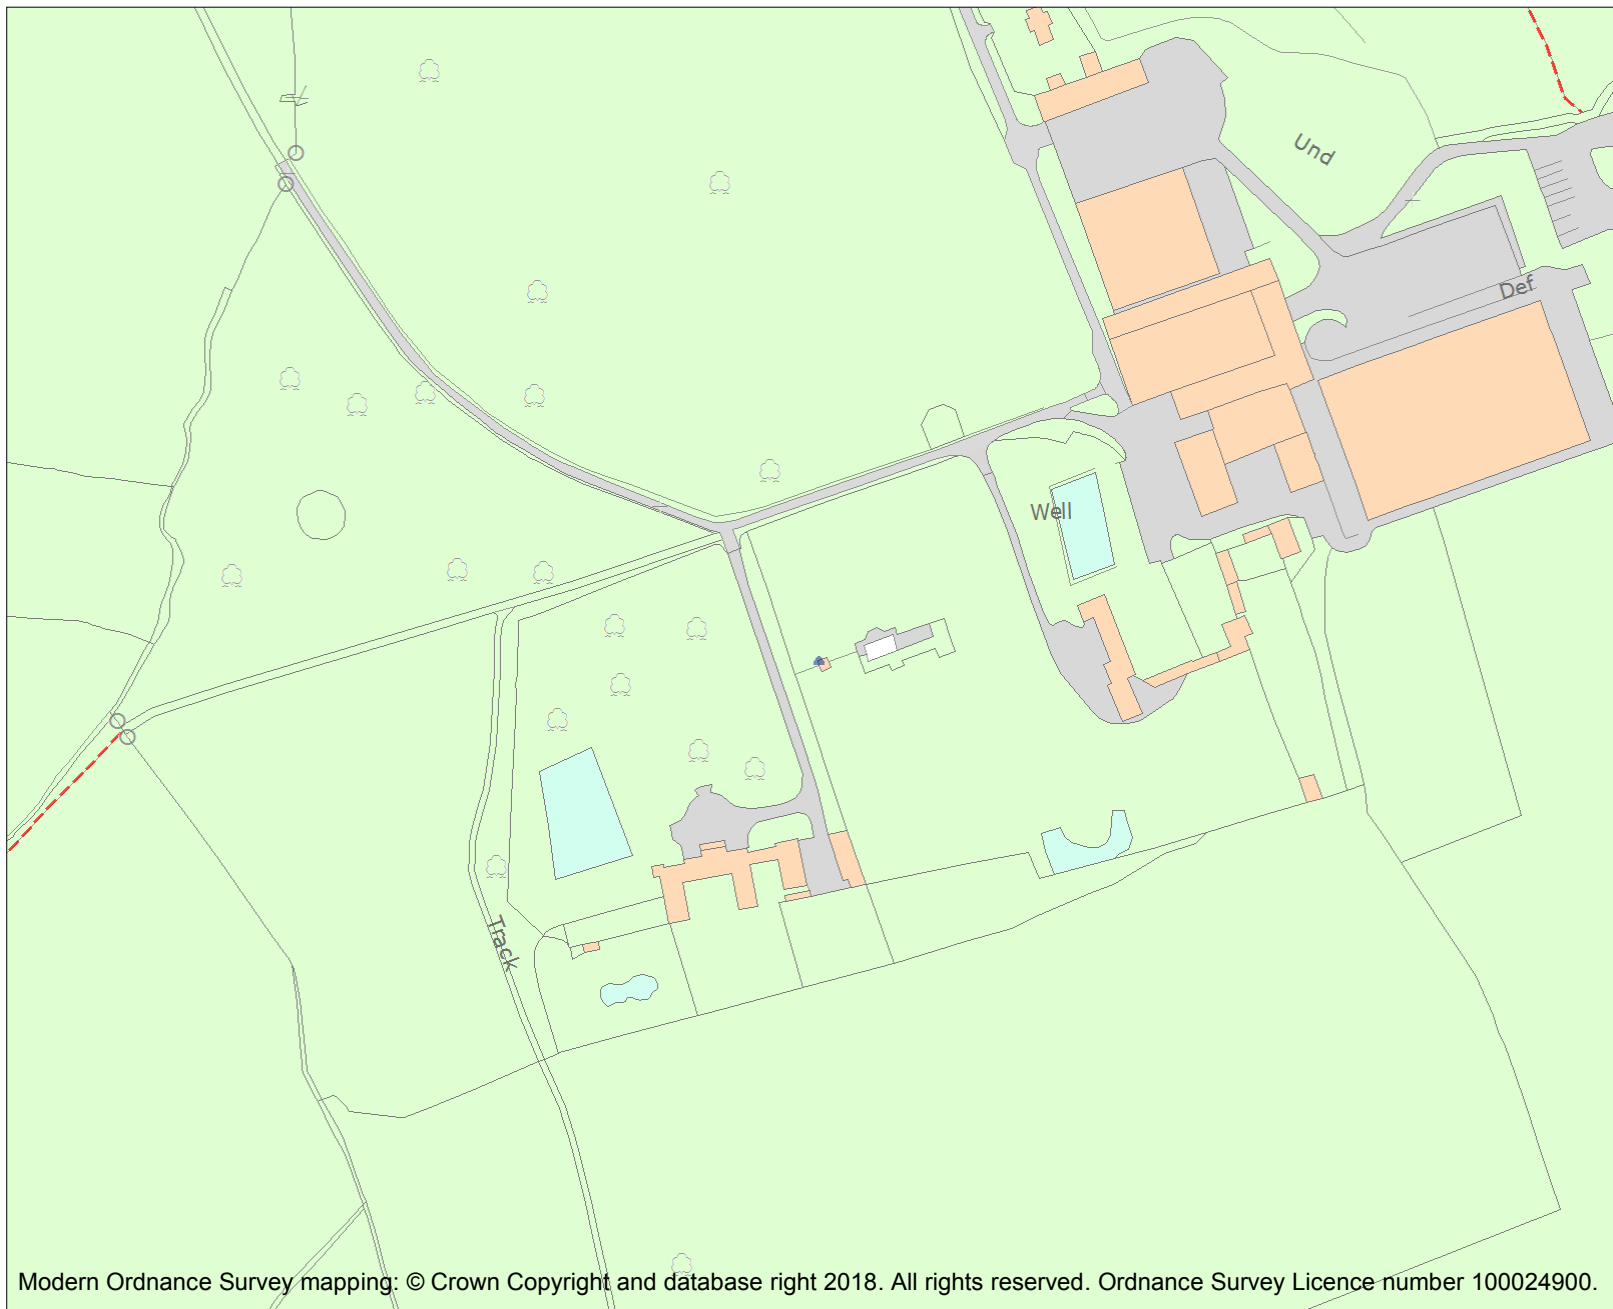 Und
Def
Well
Track
Modern Ordnance Survey mapping: © Crown Copyright and database right 2018. All rights reserved. Ordnance Survey Licence number 100024900.